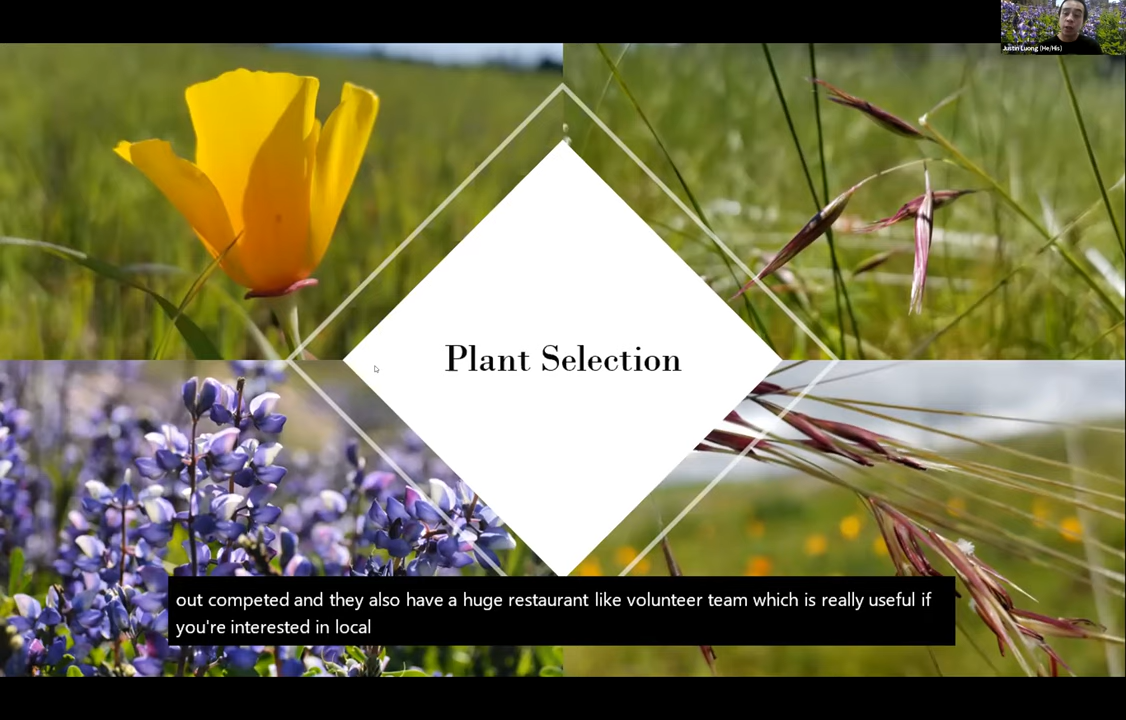 Justin Luong (He/His)
Plant Selection
out competed and they also have a huge restaurant like volunteer team which is really useful if
you're interested in local